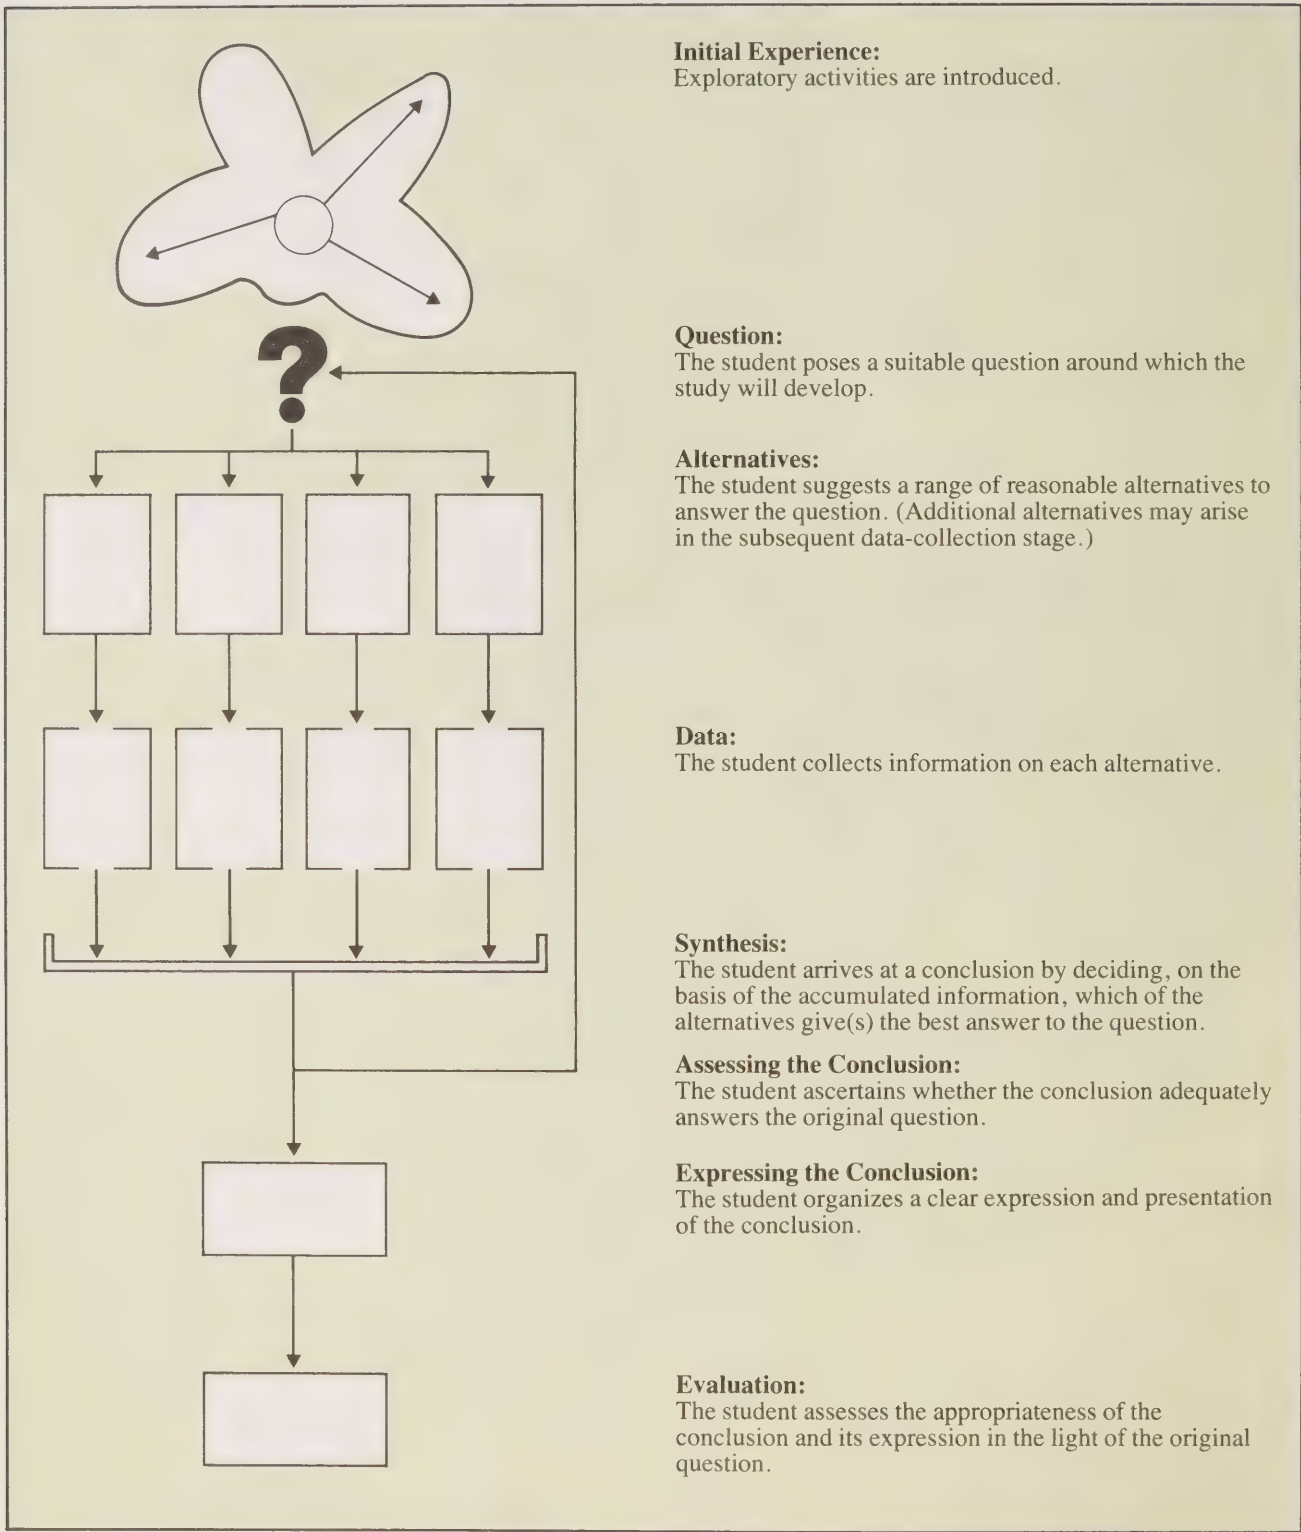 Initial Experience:
Exploratory activities are introduced.
?
Question:
The student poses a suitable question around which the
study will develop.
Alternatives:
The student suggests a range of reasonable alternatives to
answer the question. (Additional alternatives may arise
in the subsequent data-collection stage.)
Data:
The student collects information on each alternative.
Synthesis:
The student arrives at a conclusion by deciding, on the
basis of the accumulated information, which of the
alternatives give(s) the best answer to the question.
Assessing the Conclusion:
The student ascertains whether the conclusion adequately
answers the original question.
Expressing the Conclusion:
The student organizes a clear expression and presentation
of the conclusion.
Evaluation:
The student assesses the appropriateness of the
conclusion and its expression in the light of the original
question.